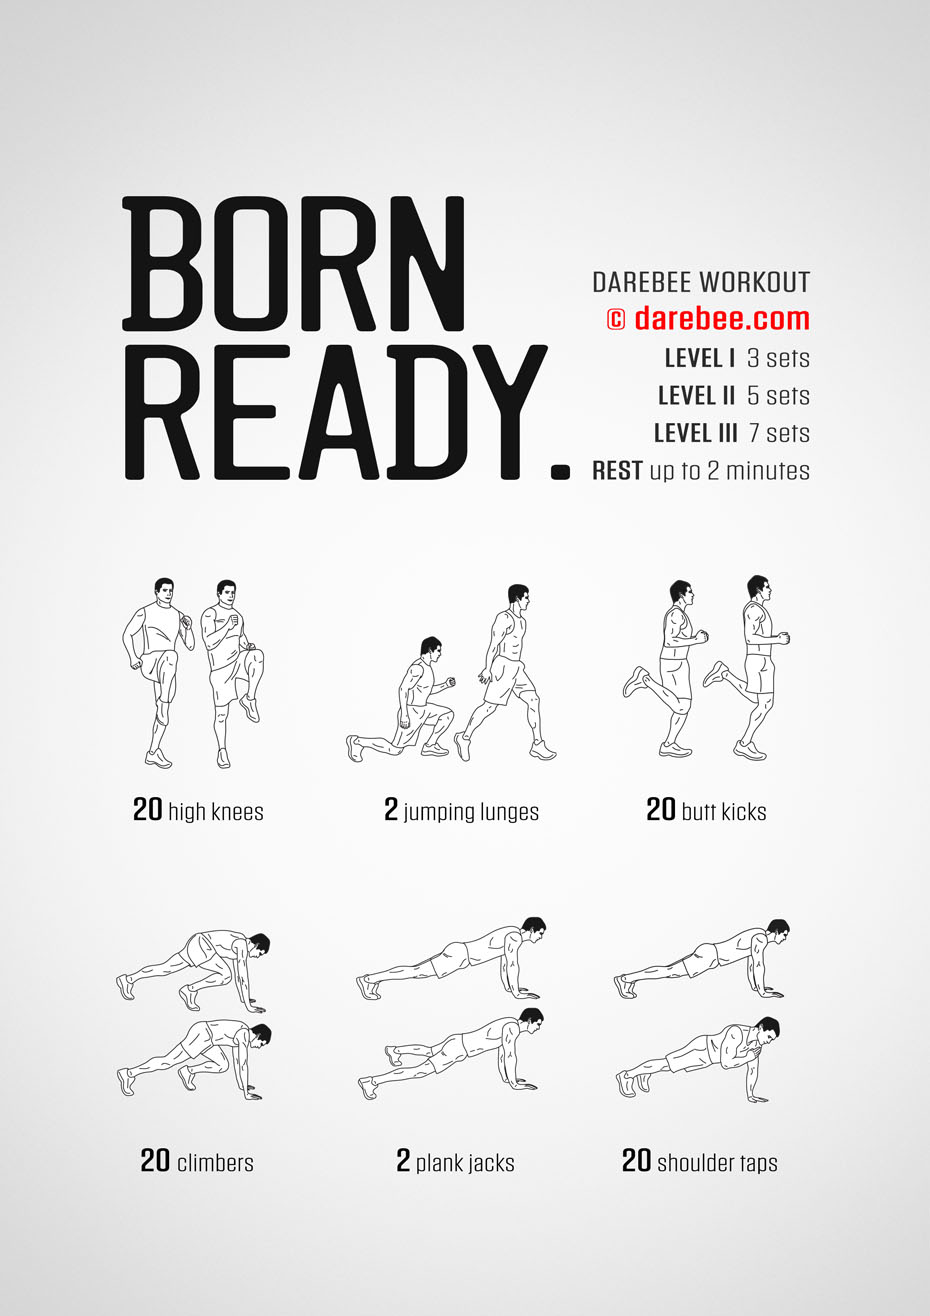 BORN
READY.
DAREBEE WORKOUT
© darebee.com
LEVEL I 3 sets
LEVEL II 5 sets
LEVEL III 7 sets
REST up to 2 minutes
20 high knees
2 jumping lunges
20 butt kicks
20 climbers
2 plank jacks
20 shoulder taps